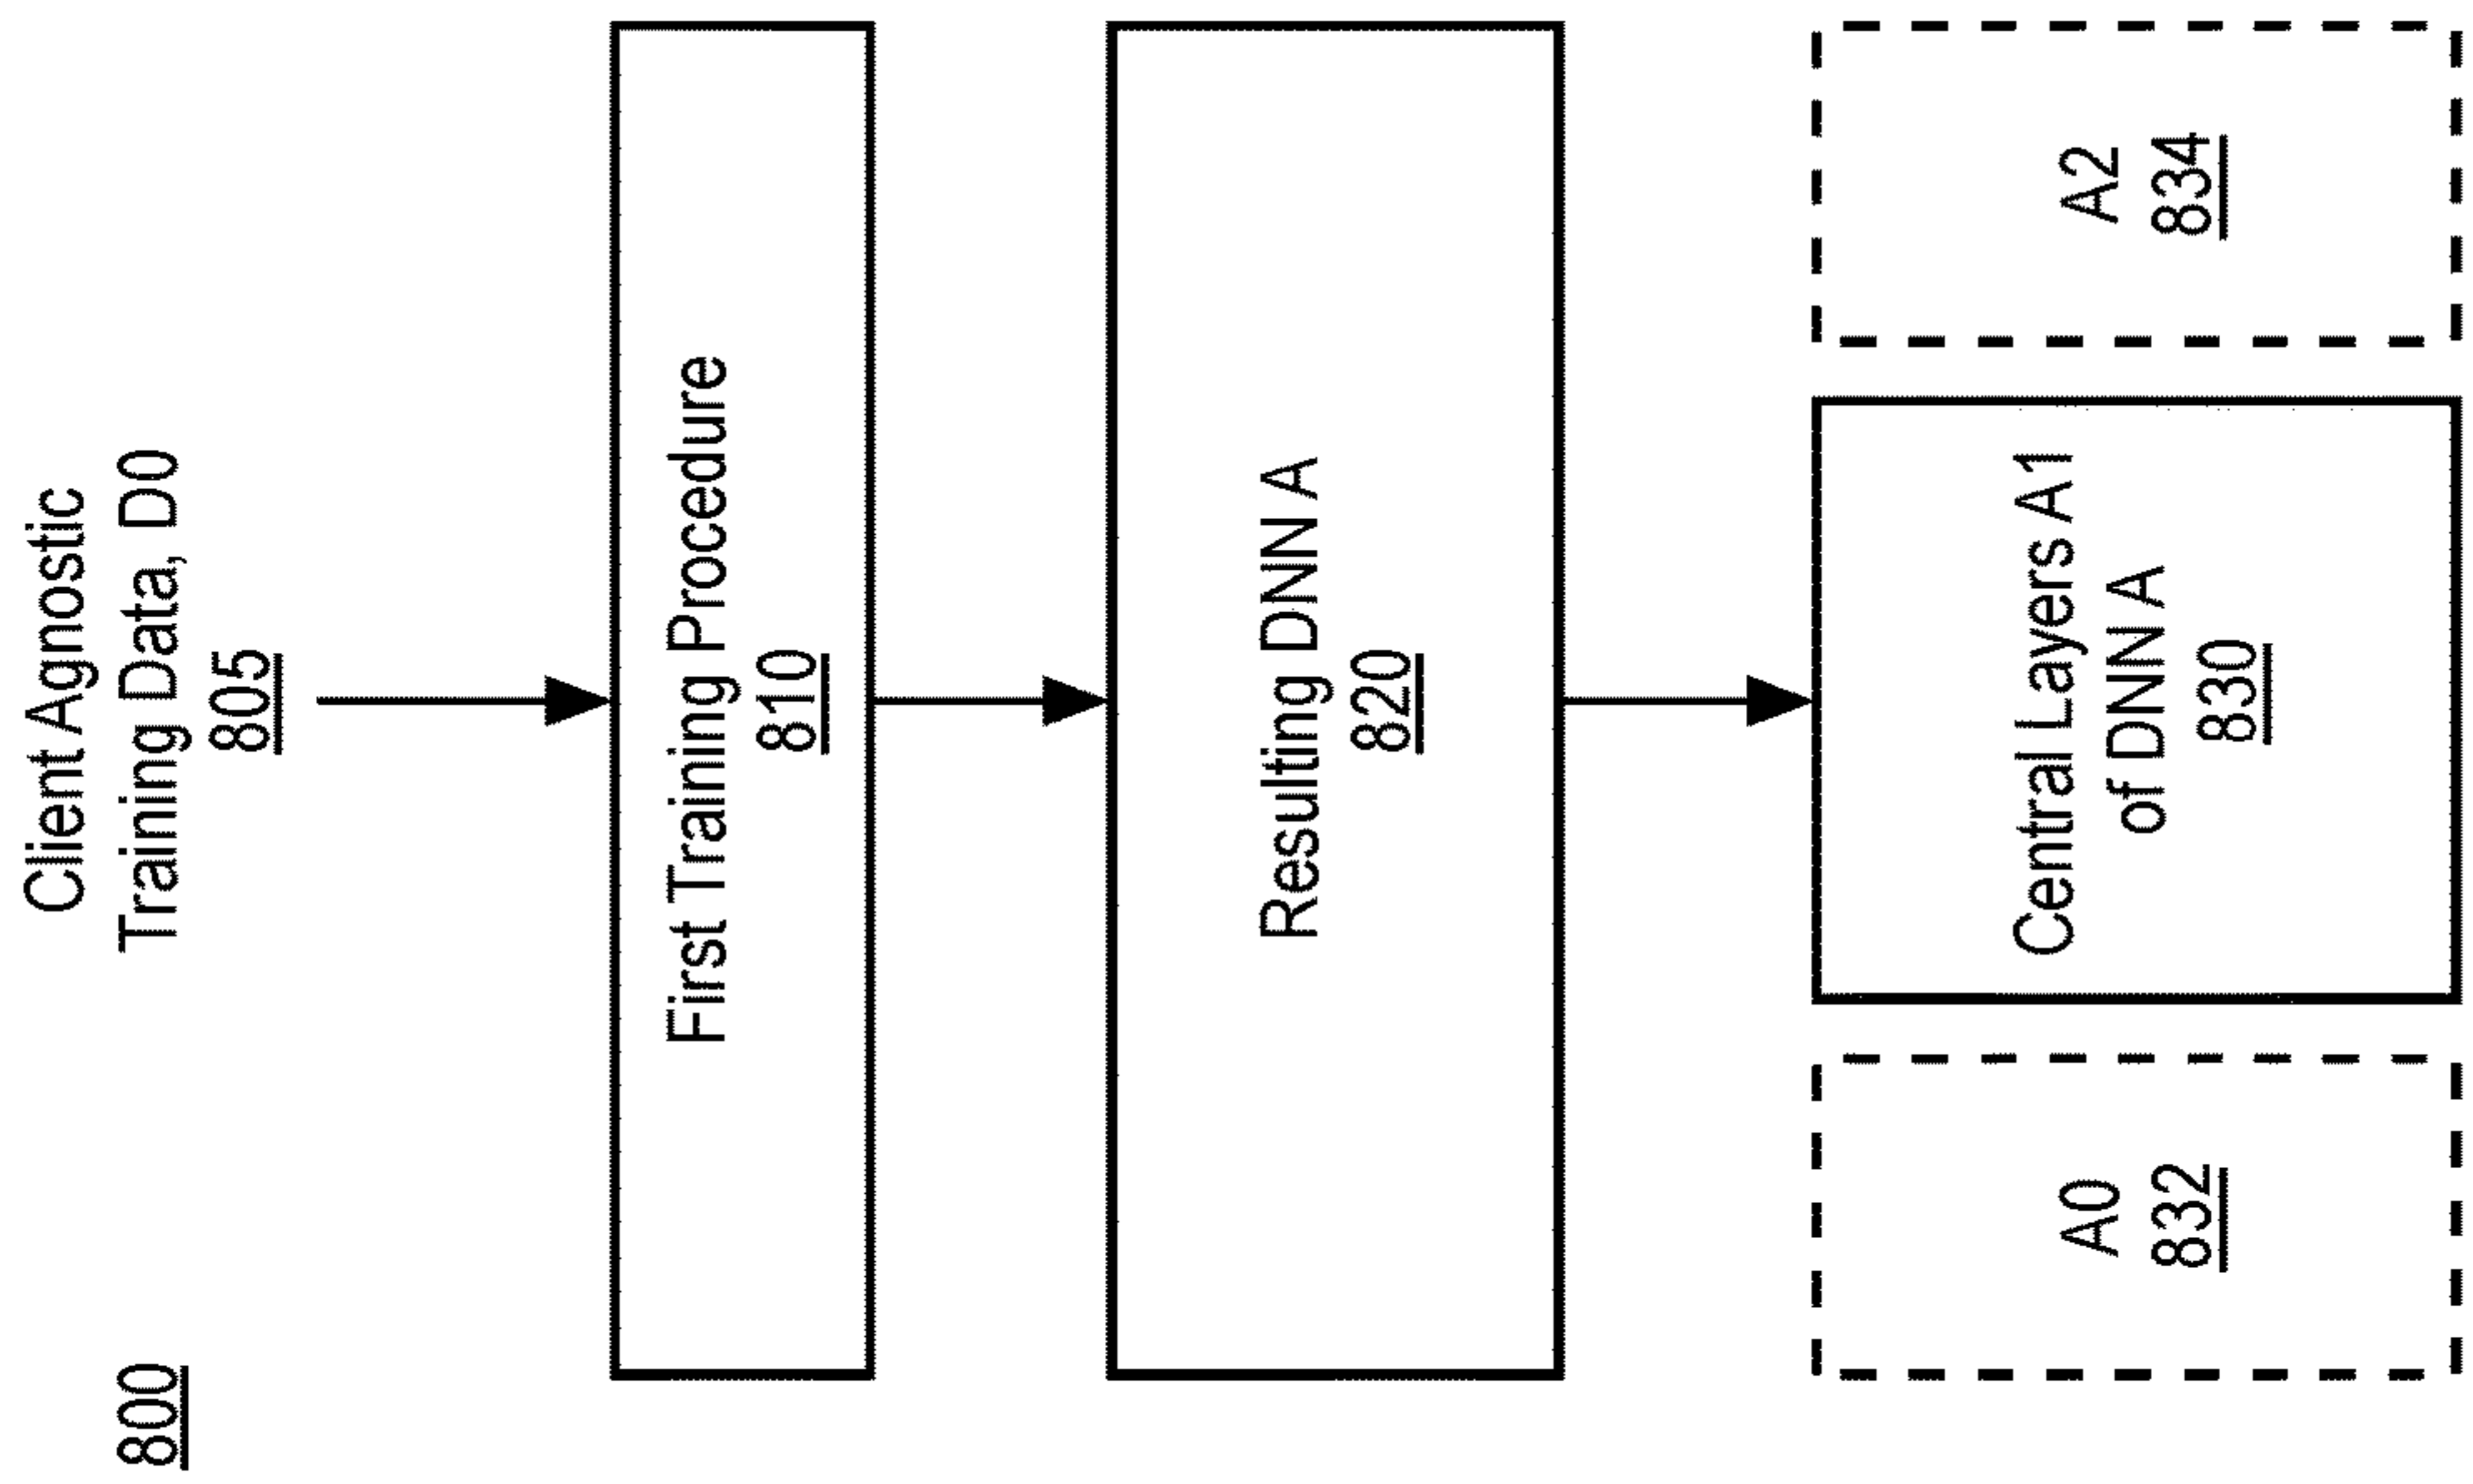 800
Client Agnostic
Training Data, D0
805
First Training Procedure
810
Resulting DNN A
820
A0
832
Central Layers A1
of DNN A
830
A2
834